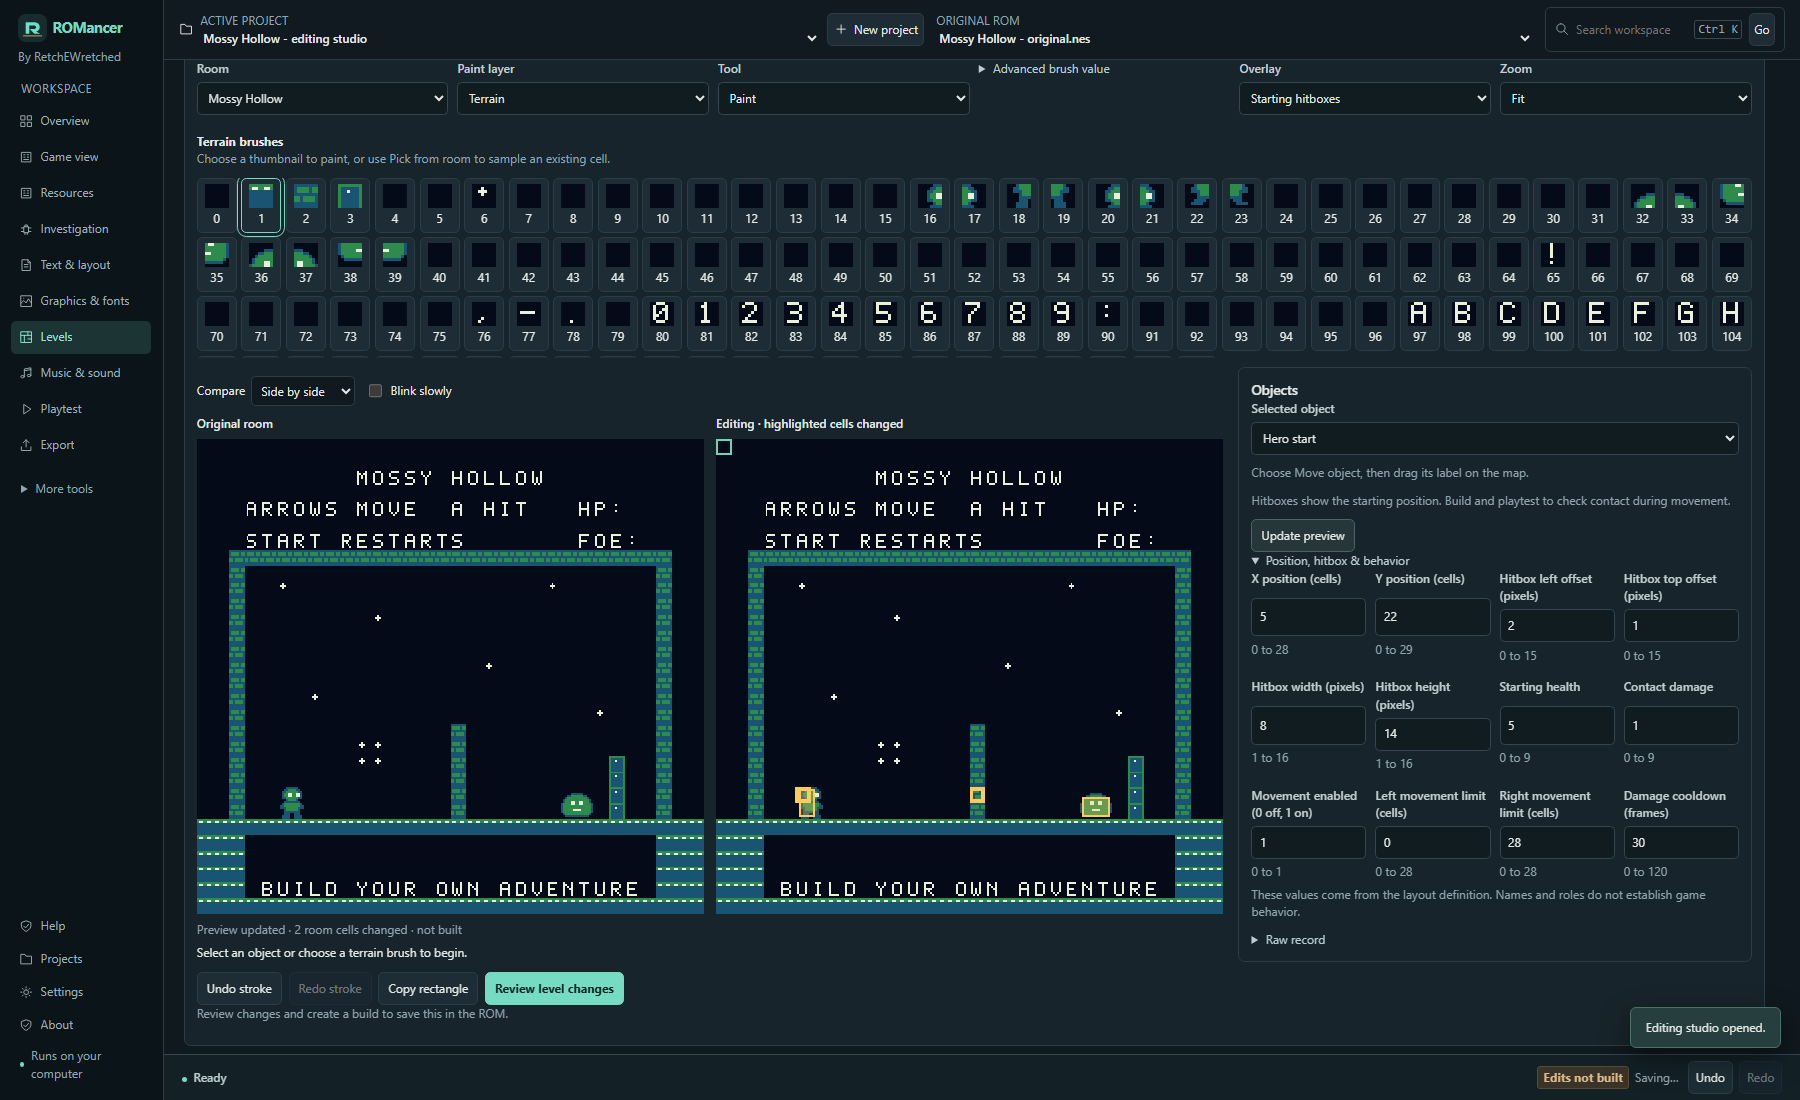 ROMancer
By RetchEWretched
WORKSPACE
Overview
Game view
Resources
Investigation
Text & layout
Graphics & fonts
Levels
Music & sound
Playtest
Export
More tools
Help
Projects
Settings
About
Runs on your
computer
ACTIVE PROJECT
Mossy Hollow - editing studio
New project
ORIGINAL ROM
Mossy Hollow - original.nes
Search workspace
Ctrl K
Go
Room
Paint layer
Tool
Advanced brush value
Overlay
Zoom
Mossy Hollow
Terrain
Paint
Starting hitboxes
Fit
Terrain brushes
Choose a thumbnail to paint, or use Pick from room to sample an existing cell.
0 1 2 3 4 5 6 7 8 9 10 11 12 13 14 15 16 17 18 19 20 21 22 23 24 25 26 27 28 29 30 31 32 33 34
!
35 36 37 38 39 40 41 42 43 44 45 46 47 48 49 50 51 52 53 54 55 56 57 58 59 60 61 62 63 64 65 66 67 68 69
, - . 0 1 2 3 4 5 6 7 8 9 : A B C D E F G H
70 71 72 73 74 75 76 77 78 79 80 81 82 83 84 85 86 87 88 89 90 91 92 93 94 95 96 97 98 99 100 101 102 103 104
Compare
Side by side
Blink slowly
Original room
MOSSY HOLLOW
ARROWS MOVE A HIT HP:
START RESTARTS FOE:
BUILD YOUR OWN ADVENTURE
Editing · highlighted cells changed
MOSSY HOLLOW
ARROWS MOVE A HIT HP:
START RESTARTS FOE:
BUILD YOUR OWN ADVENTURE
Preview updated · 2 room cells changed · not built
Select an object or choose a terrain brush to begin.
Undo stroke
Redo stroke
Copy rectangle
Review level changes
Review changes and create a build to save this in the ROM.
Objects
Selected object
Hero start
Choose Move object, then drag its label on the map.
Hitboxes show the starting position. Build and playtest to check contact during movement.
Update preview
Position, hitbox & behavior
X position (cells)
5
0 to 28
Y position (cells)
22
0 to 29
Hitbox left offset
(pixels)
2
0 to 15
Hitbox top offset
(pixels)
1
0 to 15
Hitbox width (pixels)
8
1 to 16
Hitbox height
(pixels)
14
1 to 16
Starting health
5
0 to 9
Contact damage
1
0 to 9
Movement enabled
(0 off, 1 on)
1
0 to 1
Left movement limit
(cells)
0
0 to 28
Right movement
limit (cells)
28
0 to 28
Damage cooldown
(frames)
30
0 to 120
These values come from the layout definition. Names and roles do not establish game
behavior.
Raw record
Editing studio opened.
Ready
Edits not built
Saving...
Undo
Redo